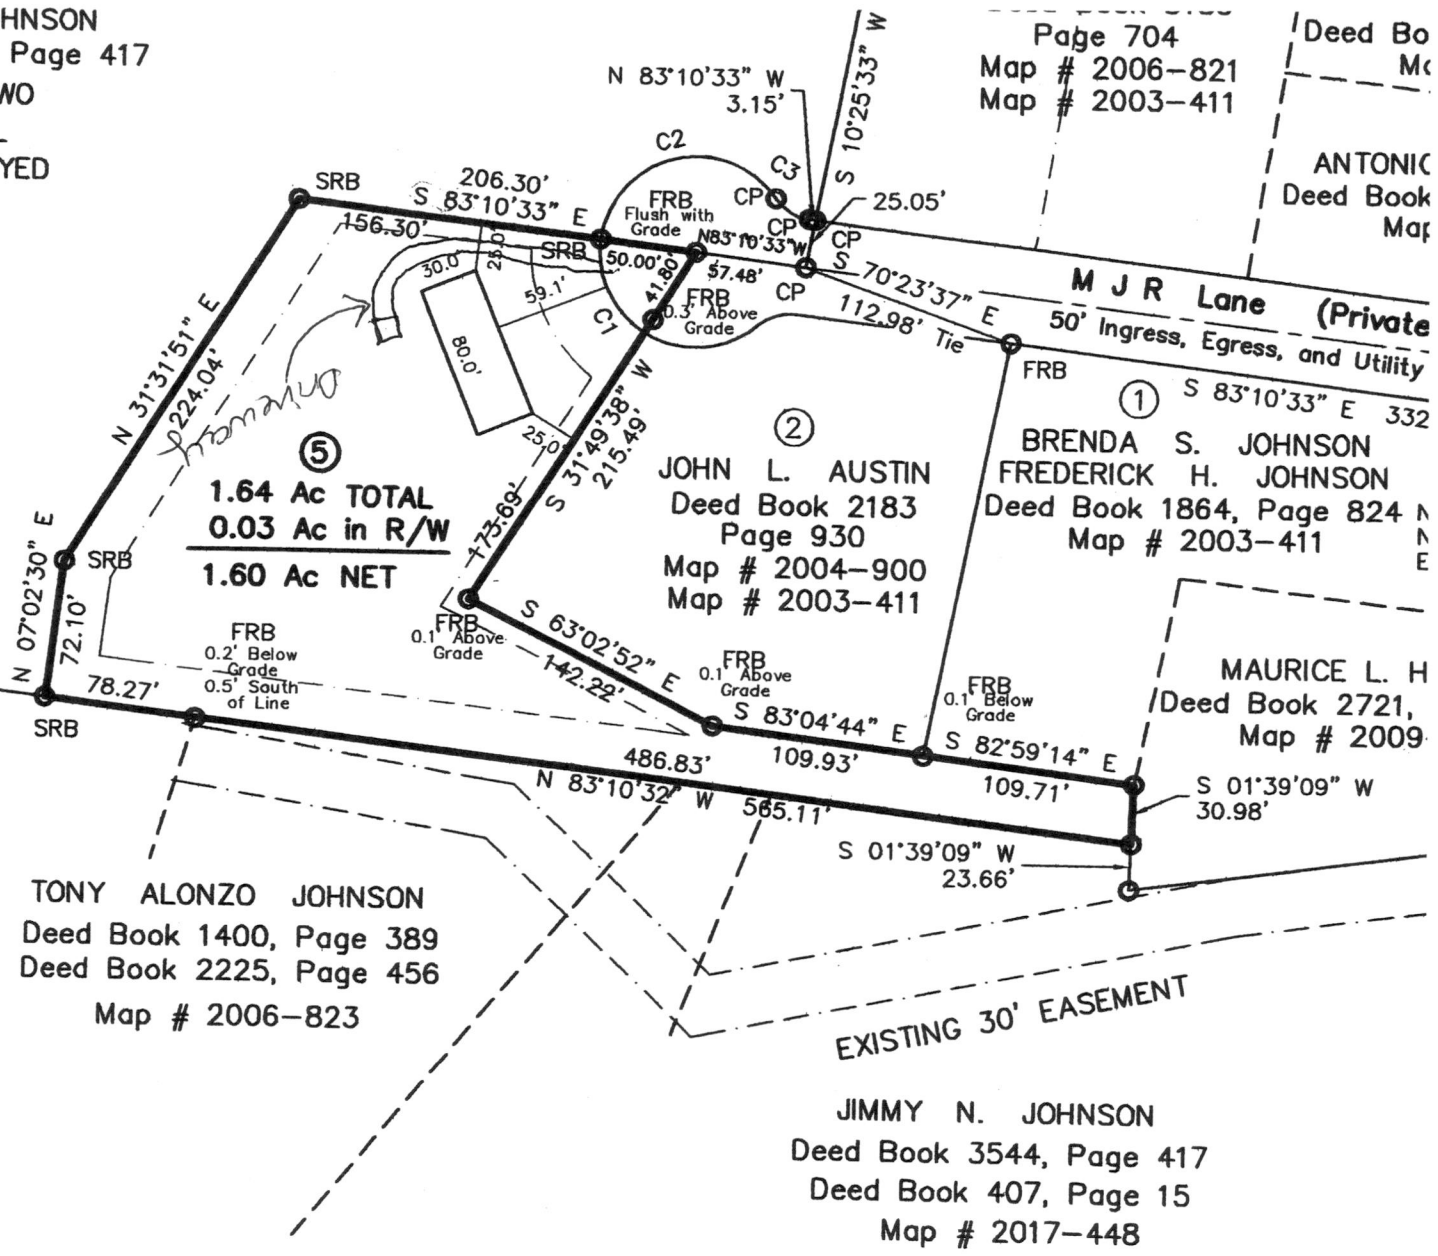 HNSON
Page 417
WO
YED
N 83°10'33" W
3.15'
S 10°25'33" W
Page 704
Map # 2006-821
Map # 2003-411
Deed Bo
ANTONIO
Deed Book
Map
C2
C3
CP
CP
CP
25.05'
SRB
206.30'
S 83°10'33" E
156.30'
FRB
Flush with
Grade
N83°10'33"W
SRB
50.00'
57.48'
CP
25.0'
30.0'
59.1'
41.80'
C1
FRB
0.3' Above
Grade
80.0'
25.0'
Driveway
S 70°23'37" E
112.98' Tie
M J R Lane (Private
50' Ingress, Egress, and Utility
FRB
S 83°10'33" E 332
N 31°31'51" E
224.04'
S 31°49'38" W
215.49'
173.69'
5
1.64 Ac TOTAL
0.03 Ac in R/W
1.60 Ac NET
2
JOHN L. AUSTIN
Deed Book 2183
Page 930
Map # 2004-900
Map # 2003-411
1
BRENDA S. JOHNSON
FREDERICK H. JOHNSON
Deed Book 1864, Page 824
Map # 2003-411
SRB
N 07°02'30" E
72.10'
FRB
0.2' Below
Grade
0.5' South
of Line
FRB
0.1' Above
Grade
S 63°02'52" E
142.22'
FRB
0.1' Above
Grade
FRB
0.1' Below
Grade
MAURICE L. H
Deed Book 2721,
Map # 2009
78.27'
SRB
S 83°04'44" E
109.93'
S 82°59'14" E
109.71'
486.83'
N 83°10'32" W
565.11'
S 01°39'09" W
30.98'
S 01°39'09" W
23.66'
TONY ALONZO JOHNSON
Deed Book 1400, Page 389
Deed Book 2225, Page 456
Map # 2006-823
EXISTING 30' EASEMENT
JIMMY N. JOHNSON
Deed Book 3544, Page 417
Deed Book 407, Page 15
Map # 2017-448